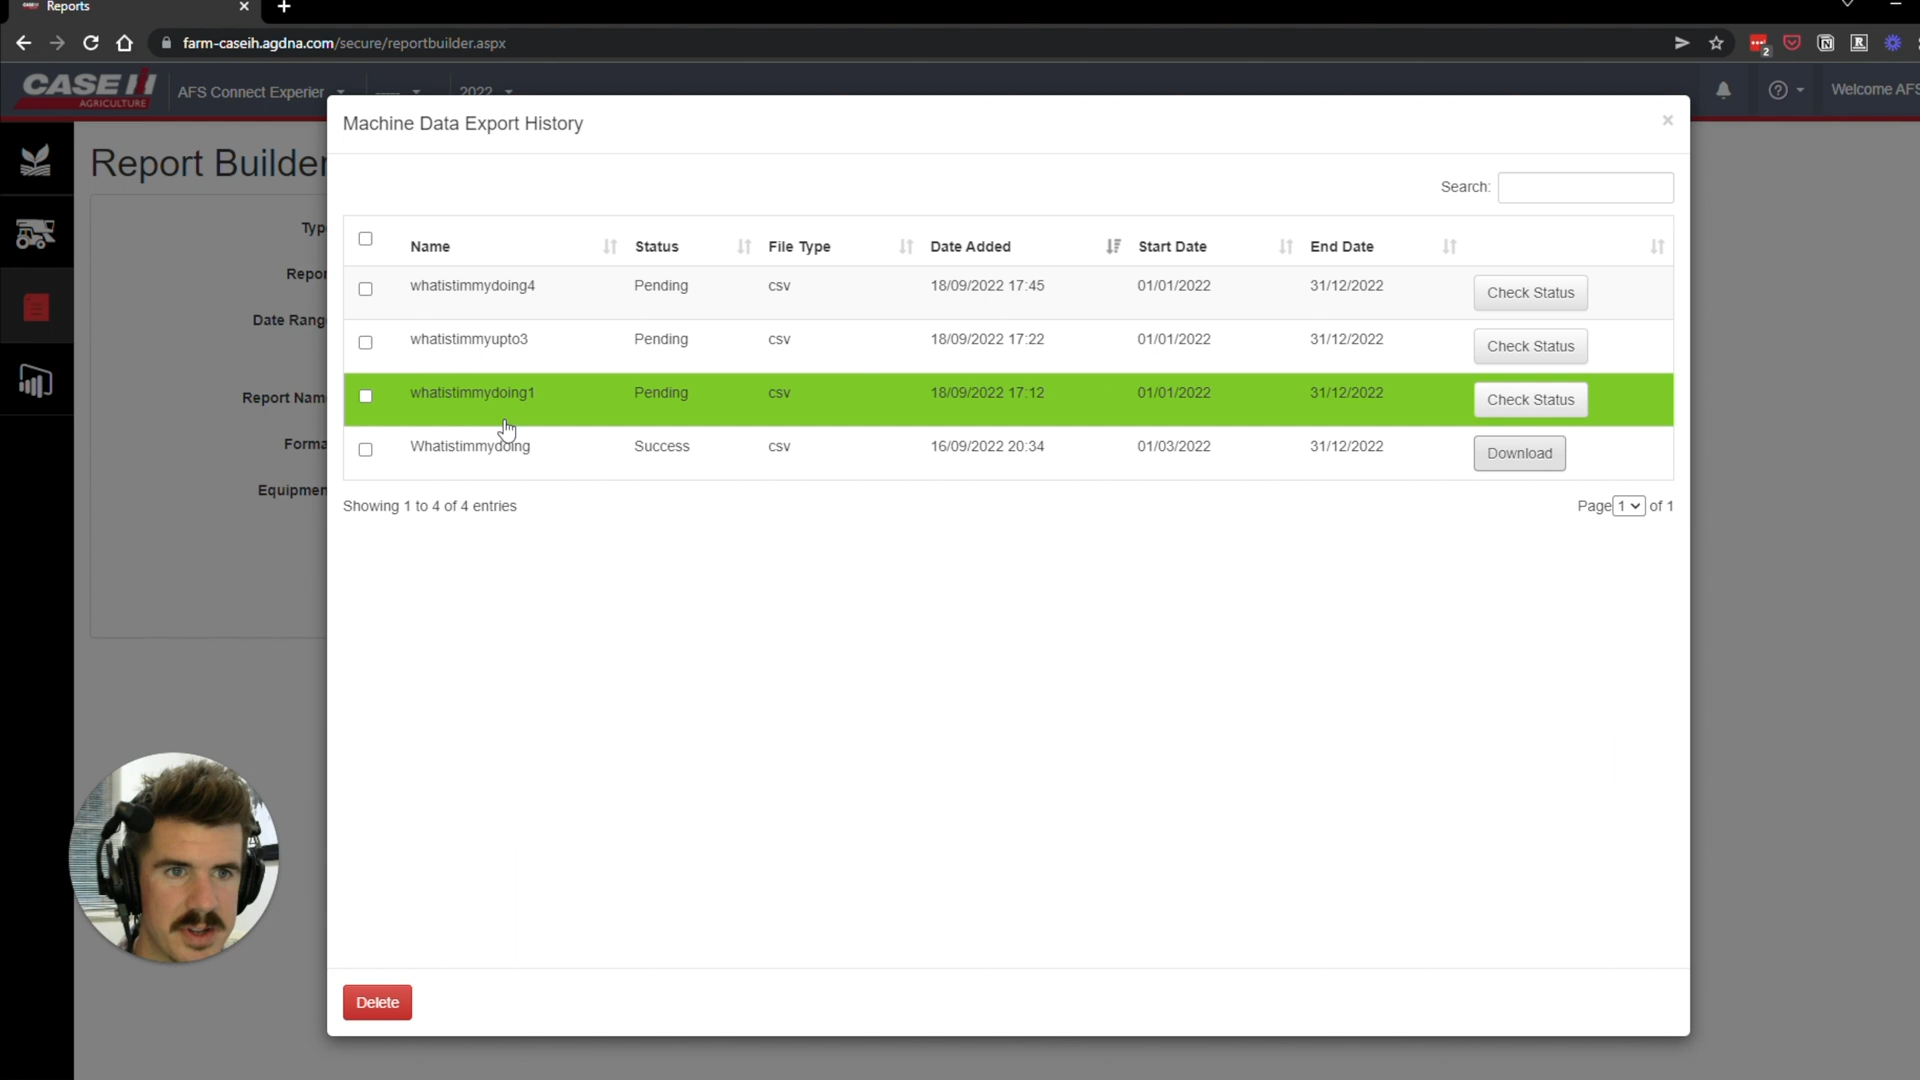 Reports
farm-caseih.agdna.com/secure/reportbuilder.aspx
2
CASE IH
AGRICULTURE
AFS Connect Experier
-----
2022
Welcome AFS
Report Builder
Machine Data Export History
×
Search:
Name Status File Type Date Added Start Date End Date
whatistimmydoing4 Pending csv 18/09/2022 17:45 01/01/2022 31/12/2022 Check Status
whatistimmyupto3 Pending csv 18/09/2022 17:22 01/01/2022 31/12/2022 Check Status
whatistimmydoing1 Pending csv 18/09/2022 17:12 01/01/2022 31/12/2022 Check Status
Whatistimmydoing Success csv 16/09/2022 20:34 01/03/2022 31/12/2022 Download
Showing 1 to 4 of 4 entries
Page 1 of 1
Typ
Repor
Date Rang
Report Nam
Forma
Equipmen
Delete